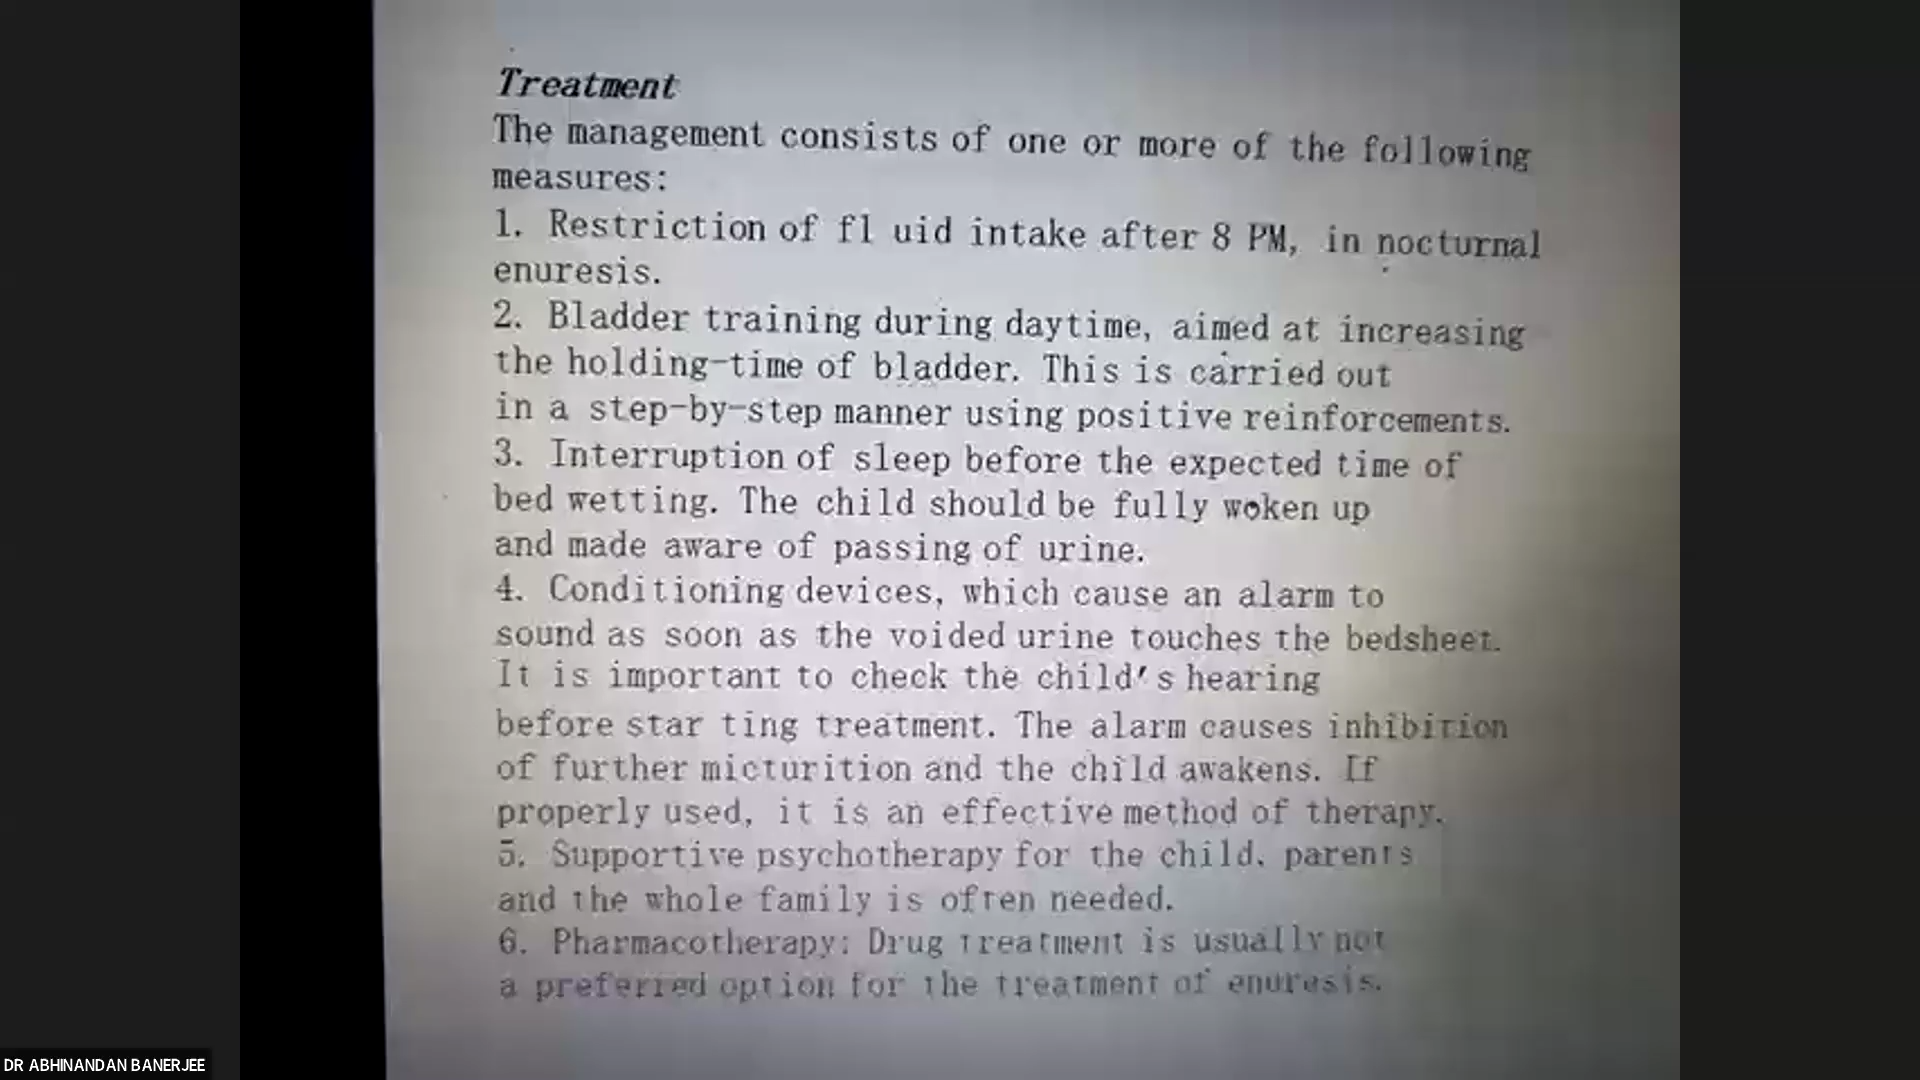 Treatment
The management consists of one or more of the following
measures:
1. Restriction of fl uid intake after 8 PM, in nocturnal
enuresis.
2. Bladder training during daytime, aimed at increasing
the holding-time of bladder. This is carried out
in a step-by-step manner using positive reinforcements.
3. Interruption of sleep before the expected time of
bed wetting. The child should be fully woken up
and made aware of passing of urine.
4. Conditioning devices, which cause an alarm to
sound as soon as the voided urine touches the bedsheet.
It is important to check the child's hearing
before star ting treatment. The alarm causes inhibition
of further micturition and the child awakens. If
properly used, it is an effective method of therapy.
5. Supportive psychotherapy for the child, parents
and the whole family is often needed.
6. Pharmacotherapy: Drug treatment is usually not
a preferred option for the treatment of enuresis.
DR ABHINANDAN BANERJEE